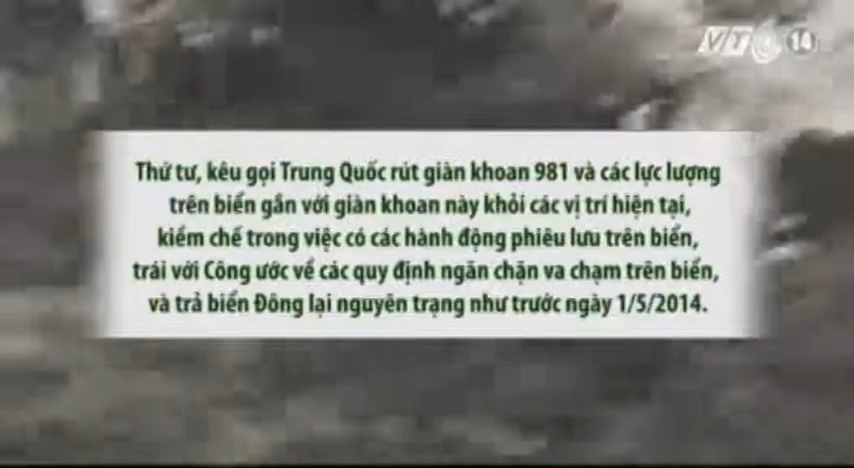 VTC 14
Thứ tư, kêu gọi Trung Quốc rút giàn khoan 981 và các lực lượng
trên biển gắn với giàn khoan này khỏi các vị trí hiện tại,
kiềm chế trong việc có các hành động phiêu lưu trên biển,
trái với Công ước về các quy định ngăn chặn va chạm trên biển,
và trả biển Đông lại nguyên trạng như trước ngày 1/5/2014.